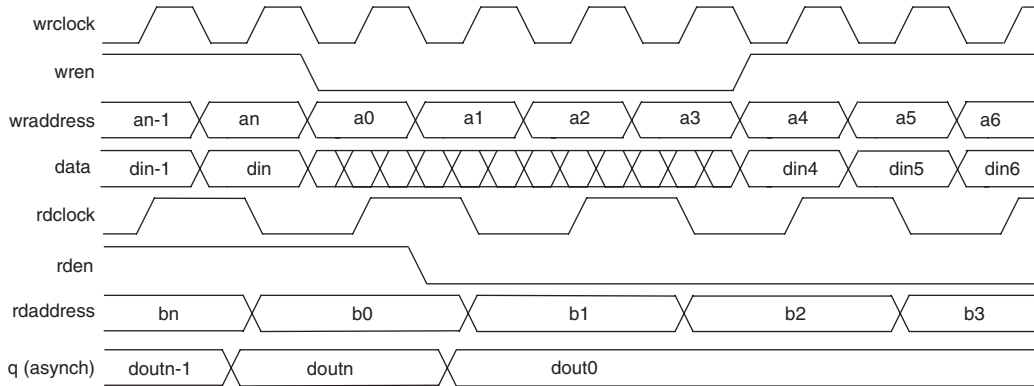 wrclock
wren
wraddress an-1 an a0 a1 a2 a3 a4 a5 a6
data din-1 din din4 din5 din6
rdclock
rden
rdaddress bn b0 b1 b2 b3
q (asynch) doutn-1 doutn dout0